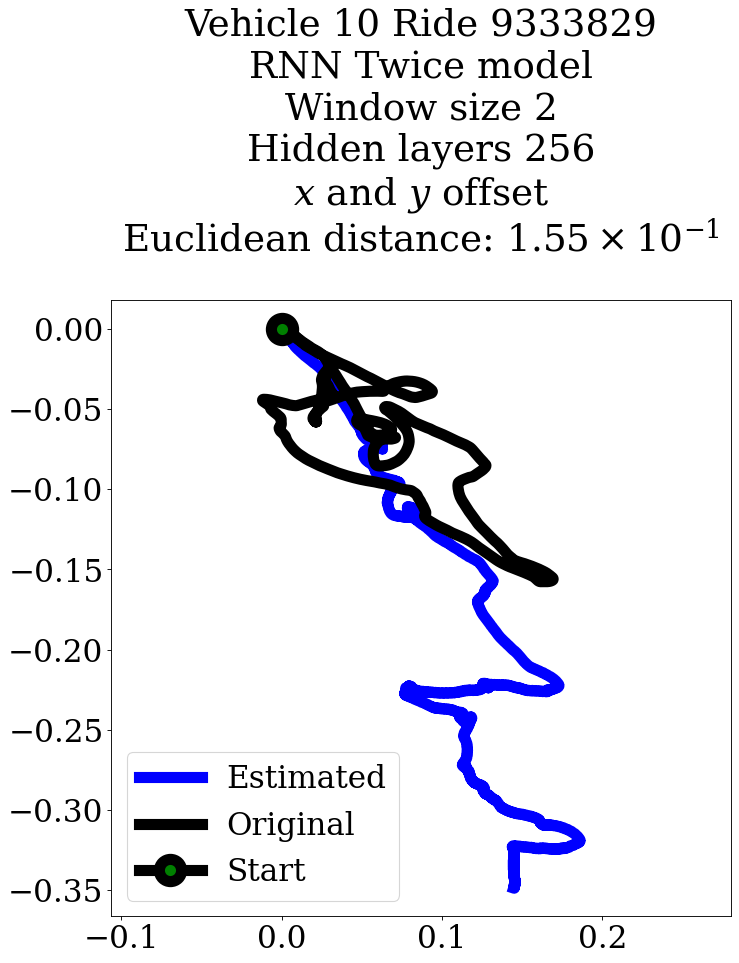 Vehicle 10 Ride 9333829
RNN Twice model
Window size 2
Hidden layers 256
x and y offset
Euclidean distance: 1.55 × 10⁻¹
0.00
−0.05
−0.10
−0.15
−0.20
−0.25
−0.30
−0.35
Estimated
Original
Start
−0.1 0.0 0.1 0.2